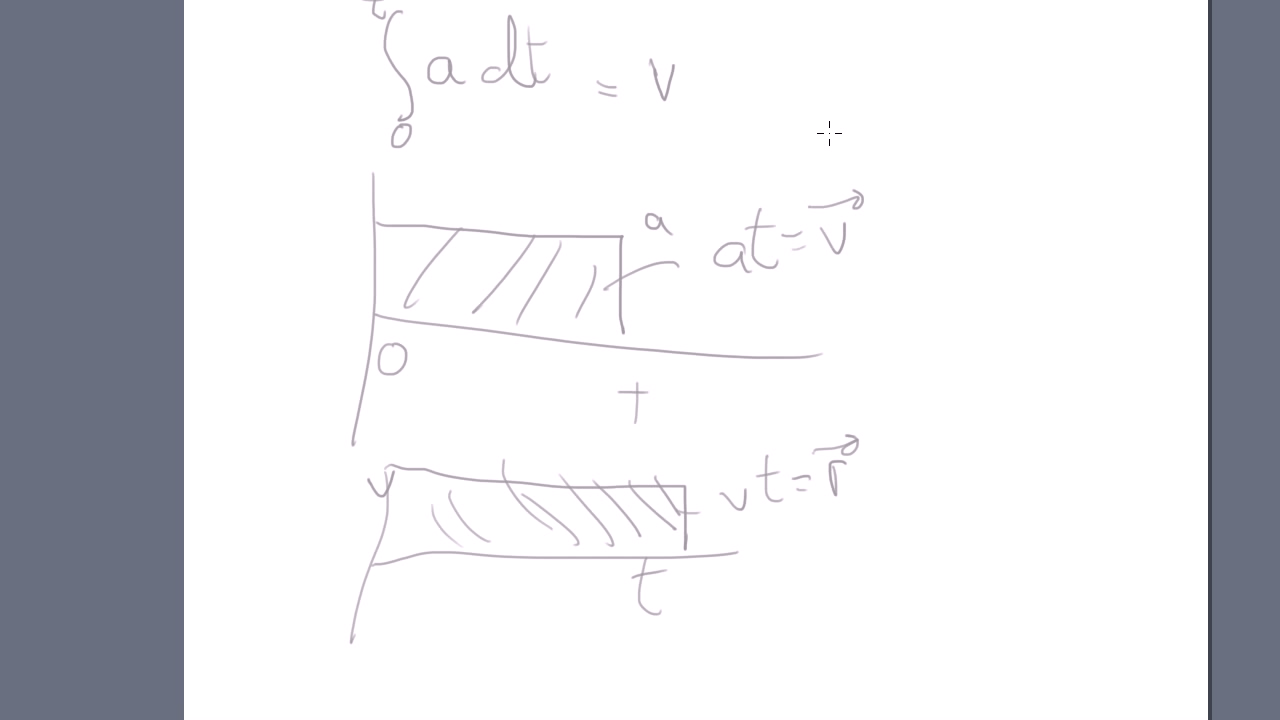 t
∫ a dt = v
0
a
at = v⃗
0
t
v
vt = r⃗
t